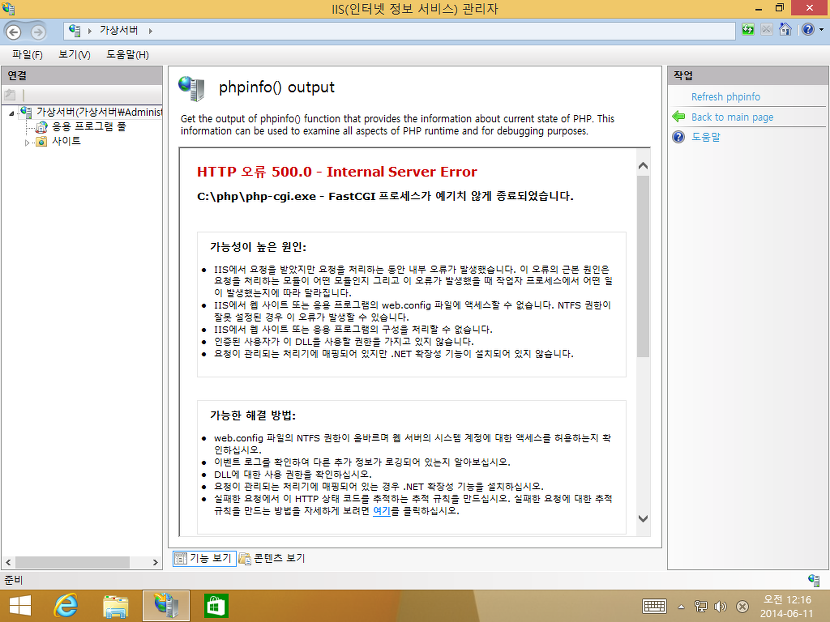 IIS(인터넷 정보 서비스) 관리자
가상서버
파일(F) 보기(V) 도움말(H)
연결
가상서버(가상서버\Administ
응용 프로그램 풀
사이트
phpinfo() output
Get the output of phpinfo() function that provides the information about current state of PHP. This
information can be used to examine all aspects of PHP runtime and for debugging purposes.
HTTP 오류 500.0 - Internal Server Error
C:\php\php-cgi.exe - FastCGI 프로세스가 예기치 않게 종료되었습니다.
가능성이 높은 원인:
IIS에서 요청을 받았지만 요청을 처리하는 동안 내부 오류가 발생했습니다. 이 오류의 근본 원인은
요청을 처리하는 모듈이 어떤 모듈인지 그리고 이 오류가 발생했을 때 작업자 프로세스에서 어떤 일
이 발생했는지에 따라 달라집니다.
IIS에서 웹 사이트 또는 응용 프로그램의 web.config 파일에 액세스할 수 없습니다. NTFS 권한이
잘못 설정된 경우 이 오류가 발생할 수 있습니다.
IIS에서 웹 사이트 또는 응용 프로그램의 구성을 처리할 수 없습니다.
인증된 사용자가 이 DLL을 사용할 권한을 가지고 있지 않습니다.
요청이 관리되는 처리기에 매핑되어 있지만 .NET 확장성 기능이 설치되어 있지 않습니다.
가능한 해결 방법:
web.config 파일의 NTFS 권한이 올바르며 웹 서버의 시스템 계정에 대한 액세스를 허용하는지 확
인하십시오.
이벤트 로그를 확인하여 다른 추가 정보가 로깅되어 있는지 알아보십시오.
DLL에 대한 사용 권한을 확인하십시오.
요청이 관리되는 처리기에 매핑되어 있는 경우 .NET 확장성 기능을 설치하십시오.
실패한 요청에서 이 HTTP 상태 코드를 추적하는 추적 규칙을 만드십시오. 실패한 요청에 대한 추적
규칙을 만드는 방법을 자세하게 보려면 여기를 클릭하십시오.
기능 보기 콘텐츠 보기
작업
Refresh phpinfo
Back to main page
도움말
준비
오전 12:16
2014-06-11